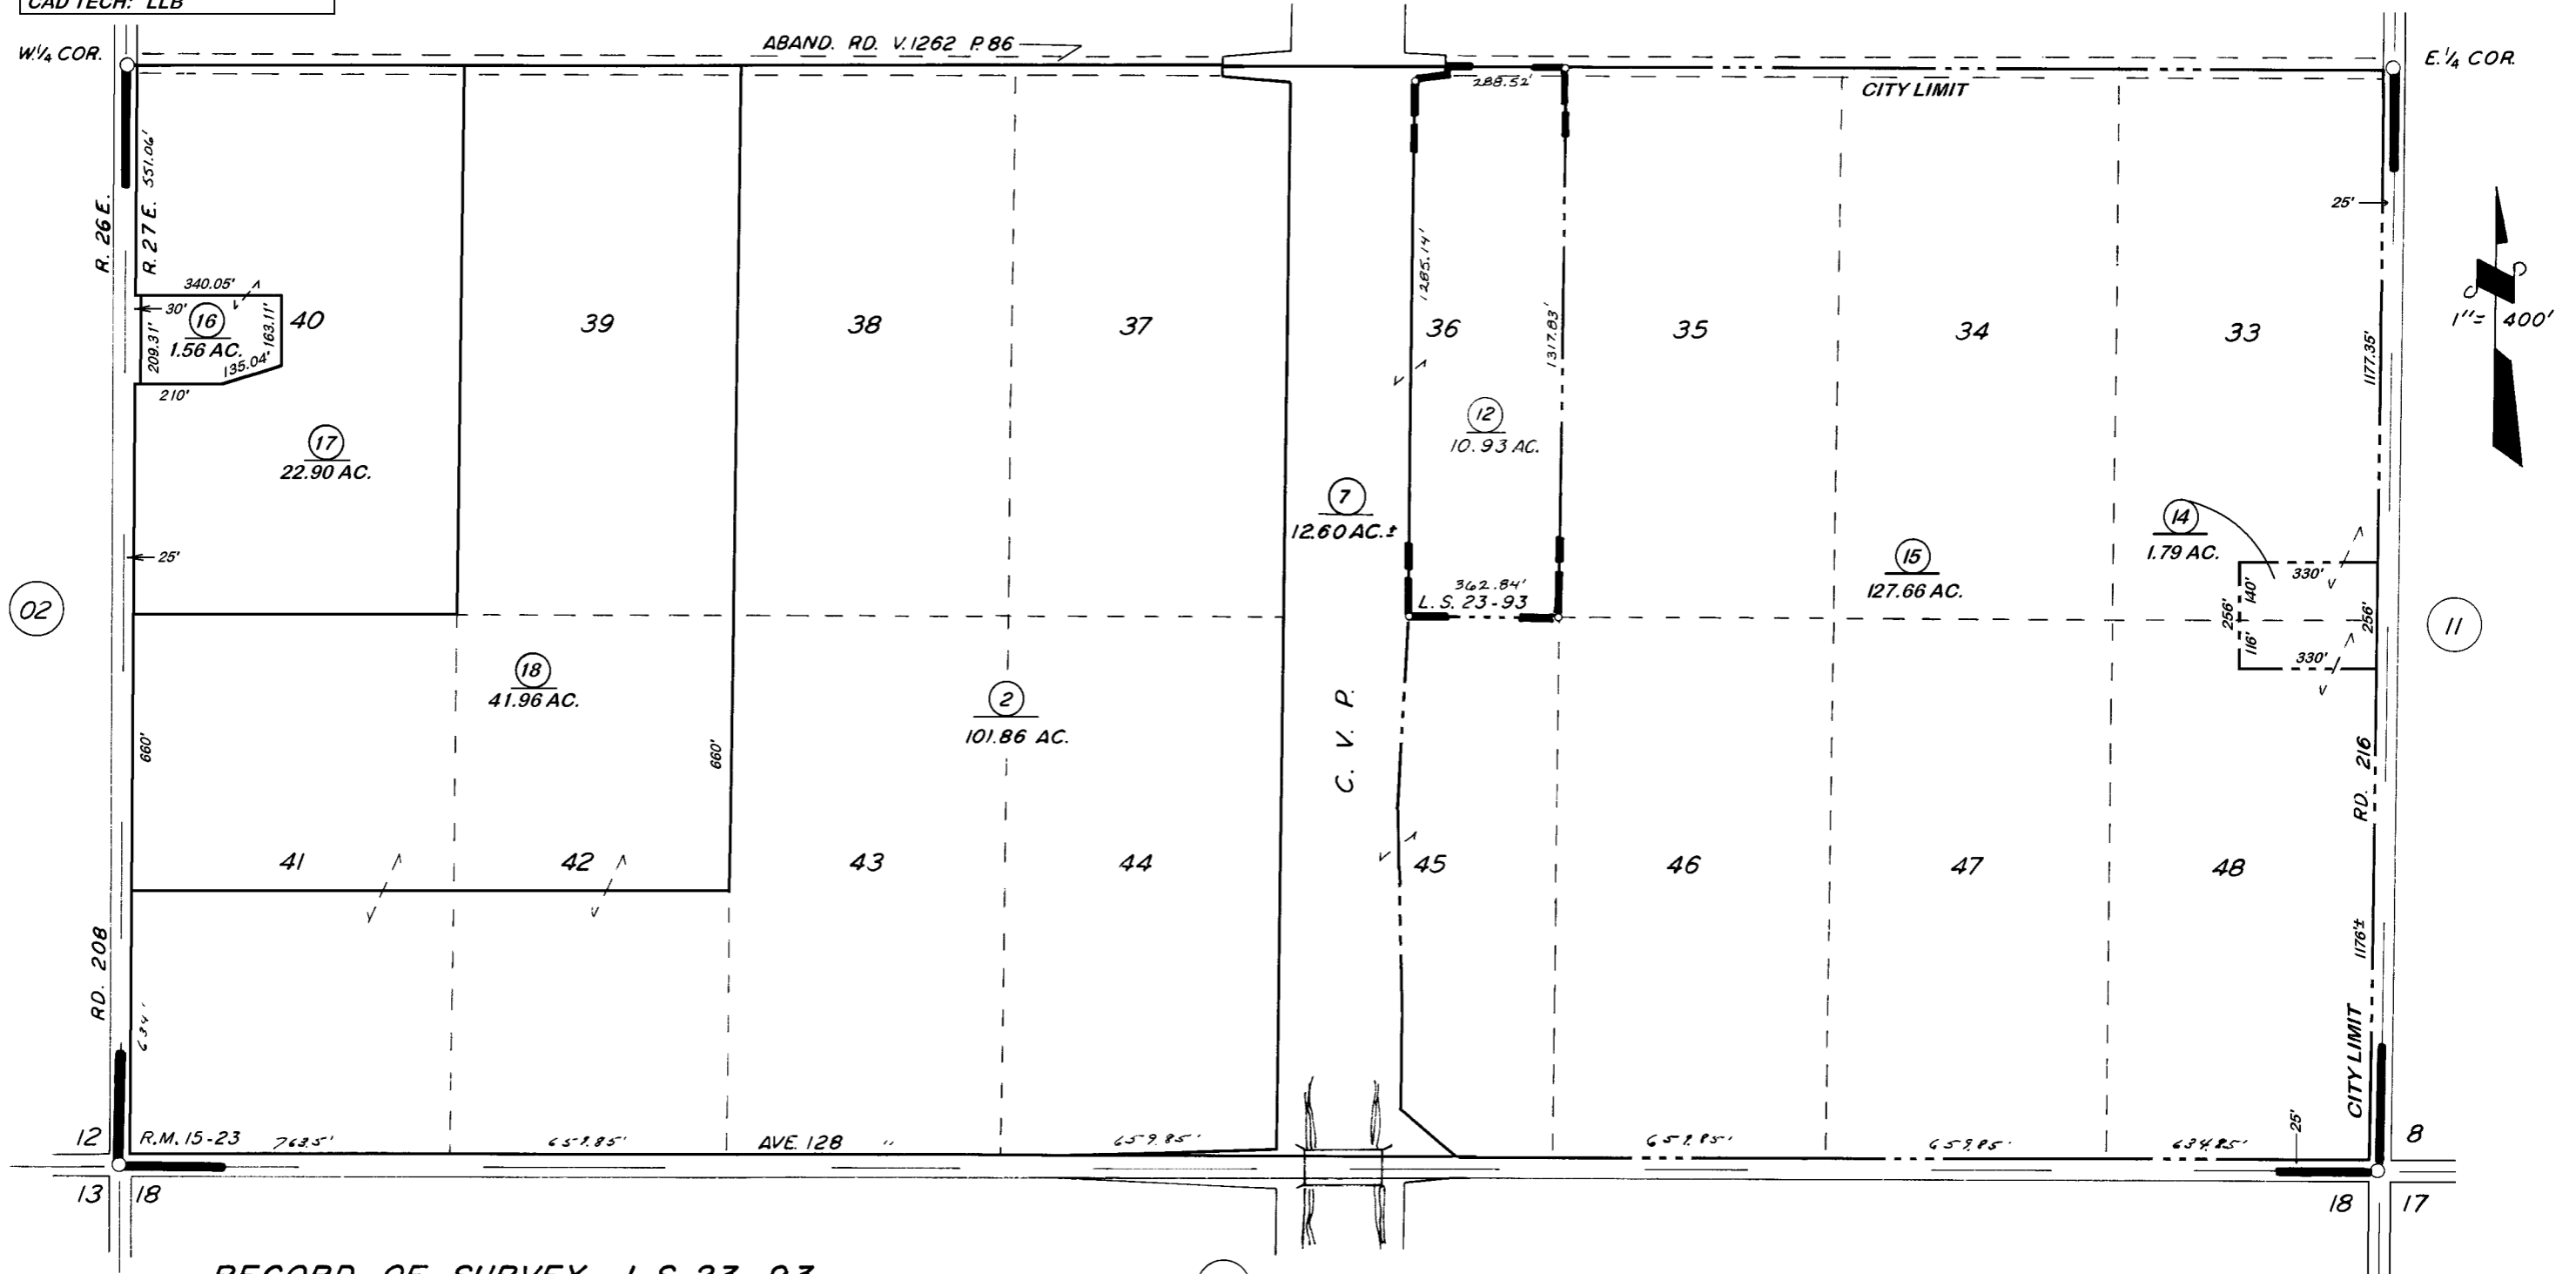 CAD TECH: LLB
W.1/4 COR.
ABAND. RD. V.1262 P.86
E.1/4 COR.
288.52'
CITY LIMIT
551.06'
R. 26 E.
R. 27 E.
25'
1285.14'
1"= 400'
340.05'
30'
16
1.56 AC.
209.31'
163.11'
135.04'
210'
40
39
38
37
36
1317.83'
35
34
33
1177.35'
17
22.90 AC.
12
10.93 AC.
7
12.60 AC.±
25'
15
127.66 AC.
14
1.79 AC.
330'
140'
256'
256'
116'
330'
362.84'
L. S. 23-93
02
11
18
41.96 AC.
2
101.86 AC.
660'
660'
C. V. P.
RD. 216
41
42
43
44
45
46
47
48
RD. 208
634'
1176'±
CITY LIMIT
25'
12
R.M. 15-23
763.5'
659.85'
AVE. 128
"
659.85'
659.85'
659.85'
634.85'
8
13
18
18
17
RECORD OF SURVEY L.S. 23-93